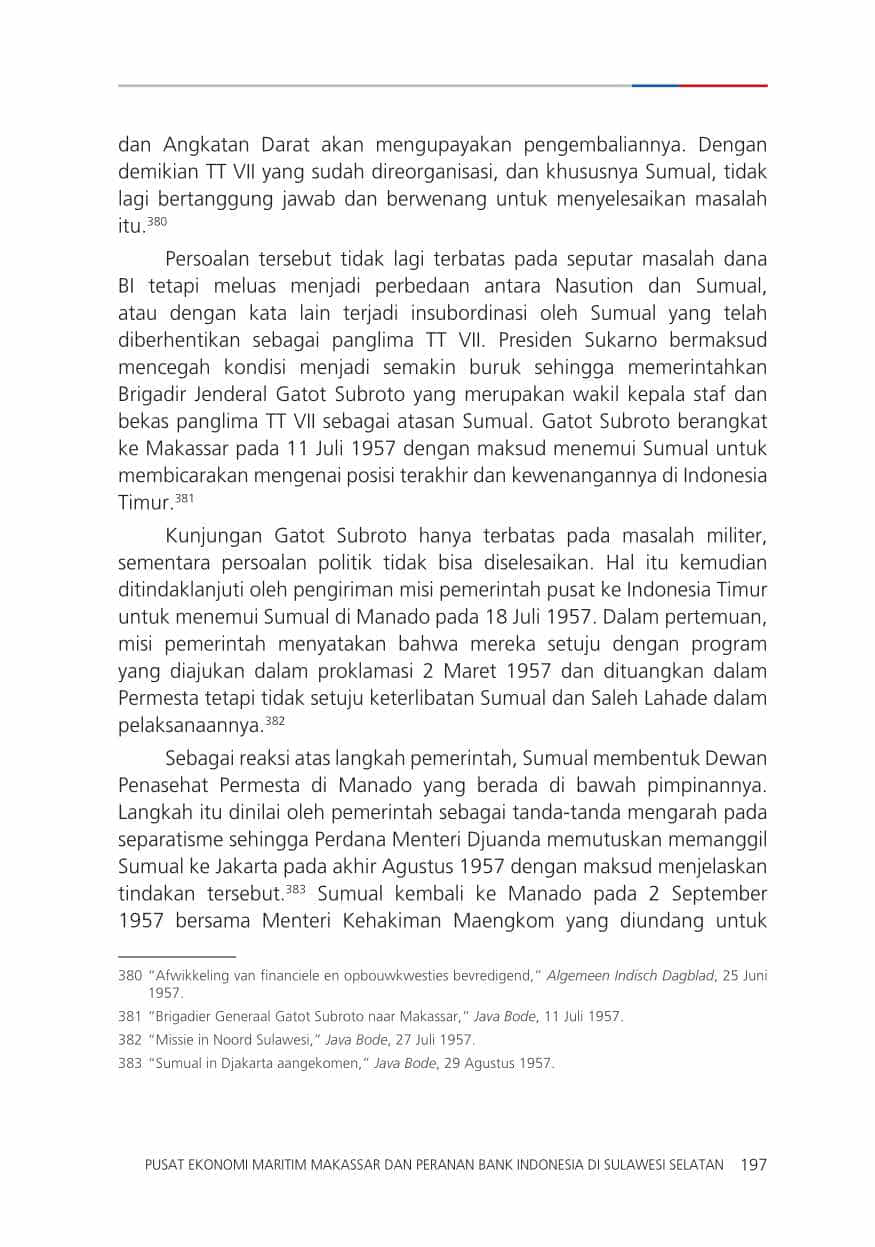 dan Angkatan Darat akan mengupayakan pengembaliannya. Dengan
demikian TT VII yang sudah direorganisasi, dan khususnya Sumual, tidak
lagi bertanggung jawab dan berwenang untuk menyelesaikan masalah
itu.380
Persoalan tersebut tidak lagi terbatas pada seputar masalah dana
BI tetapi meluas menjadi perbedaan antara Nasution dan Sumual,
atau dengan kata lain terjadi insubordinasi oleh Sumual yang telah
diberhentikan sebagai panglima TT VII. Presiden Sukarno bermaksud
mencegah kondisi menjadi semakin buruk sehingga memerintahkan
Brigadir Jenderal Gatot Subroto yang merupakan wakil kepala staf dan
bekas panglima TT VII sebagai atasan Sumual. Gatot Subroto berangkat
ke Makassar pada 11 Juli 1957 dengan maksud menemui Sumual untuk
membicarakan mengenai posisi terakhir dan kewenangannya di Indonesia
Timur.381
Kunjungan Gatot Subroto hanya terbatas pada masalah militer,
sementara persoalan politik tidak bisa diselesaikan. Hal itu kemudian
ditindaklanjuti oleh pengiriman misi pemerintah pusat ke Indonesia Timur
untuk menemui Sumual di Manado pada 18 Juli 1957. Dalam pertemuan,
misi pemerintah menyatakan bahwa mereka setuju dengan program
yang diajukan dalam proklamasi 2 Maret 1957 dan dituangkan dalam
Permesta tetapi tidak setuju keterlibatan Sumual dan Saleh Lahade dalam
pelaksanaannya.382
Sebagai reaksi atas langkah pemerintah, Sumual membentuk Dewan
Penasehat Permesta di Manado yang berada di bawah pimpinannya.
Langkah itu dinilai oleh pemerintah sebagai tanda-tanda mengarah pada
separatisme sehingga Perdana Menteri Djuanda memutuskan memanggil
Sumual ke Jakarta pada akhir Agustus 1957 dengan maksud menjelaskan
tindakan tersebut.383 Sumual kembali ke Manado pada 2 September
1957 bersama Menteri Kehakiman Maengkom yang diundang untuk
380 "Afwikkeling van financiele en opbouwkwesties bevredigend," Algemeen Indisch Dagblad, 25 Juni
1957.
381 "Brigadier Generaal Gatot Subroto naar Makassar," Java Bode, 11 Juli 1957.
382 "Missie in Noord Sulawesi," Java Bode, 27 Juli 1957.
383 "Sumual in Djakarta aangekomen," Java Bode, 29 Agustus 1957.
PUSAT EKONOMI MARITIM MAKASSAR DAN PERANAN BANK INDONESIA DI SULAWESI SELATAN 197